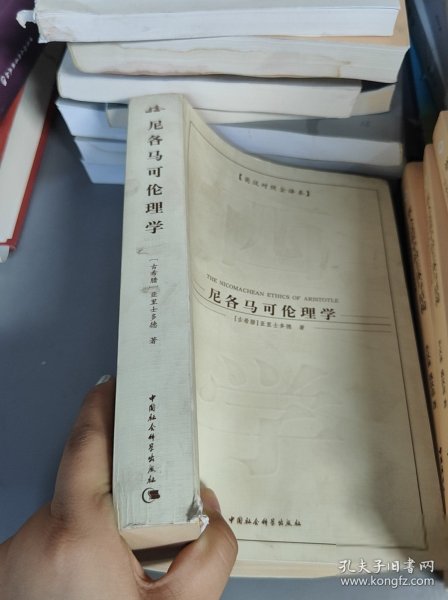 尼各马可伦理学
[古希腊]亚里士多德 著
中国社会科学出版社
【英汉对照全译本】
THE NICOMACHEAN ETHICS OF ARISTOTLE
尼各马可伦理学
[古希腊]亚里士多德 著
中国社会科学出版社
孔夫子旧书网
www.kongfz.com